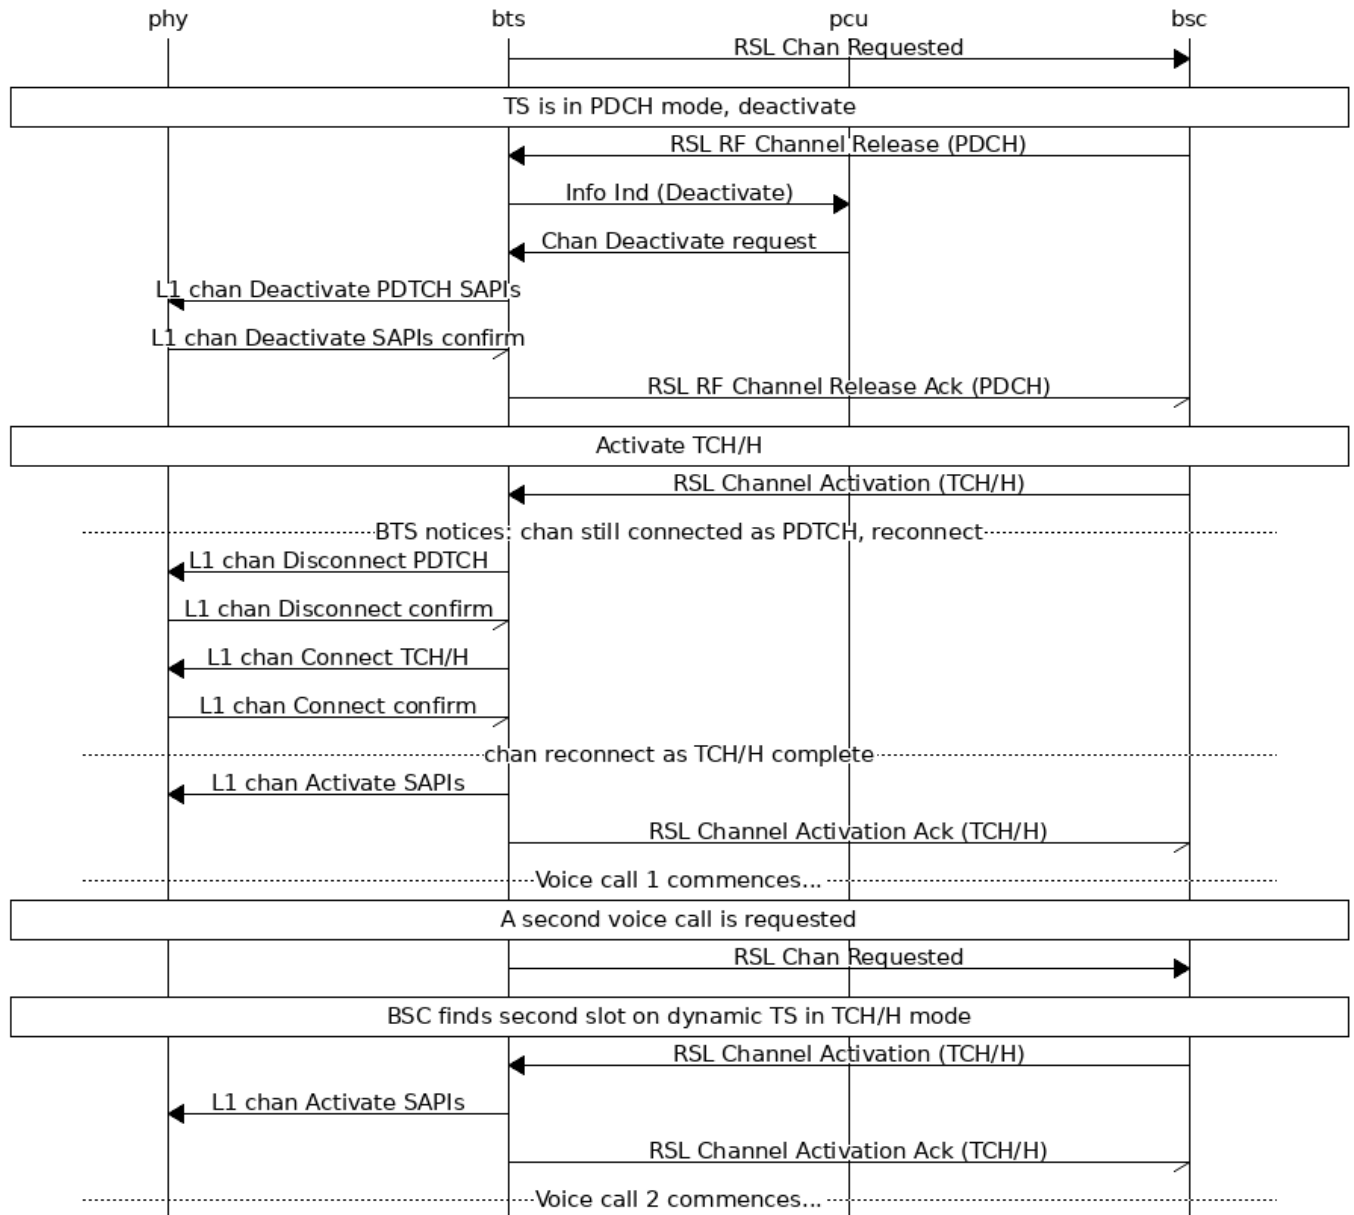 phy bts pcu bsc
RSL Chan Requested
TS is in PDCH mode, deactivate
RSL RF Channel Release (PDCH)
Info Ind (Deactivate)
Chan Deactivate request
L1 chan Deactivate PDTCH SAPIs
L1 chan Deactivate SAPIs confirm
RSL RF Channel Release Ack (PDCH)
Activate TCH/H
RSL Channel Activation (TCH/H)
BTS notices: chan still connected as PDTCH, reconnect
L1 chan Disconnect PDTCH
L1 chan Disconnect confirm
L1 chan Connect TCH/H
L1 chan Connect confirm
chan reconnect as TCH/H complete
L1 chan Activate SAPIs
RSL Channel Activation Ack (TCH/H)
Voice call 1 commences...
A second voice call is requested
RSL Chan Requested
BSC finds second slot on dynamic TS in TCH/H mode
RSL Channel Activation (TCH/H)
L1 chan Activate SAPIs
RSL Channel Activation Ack (TCH/H)
Voice call 2 commences...